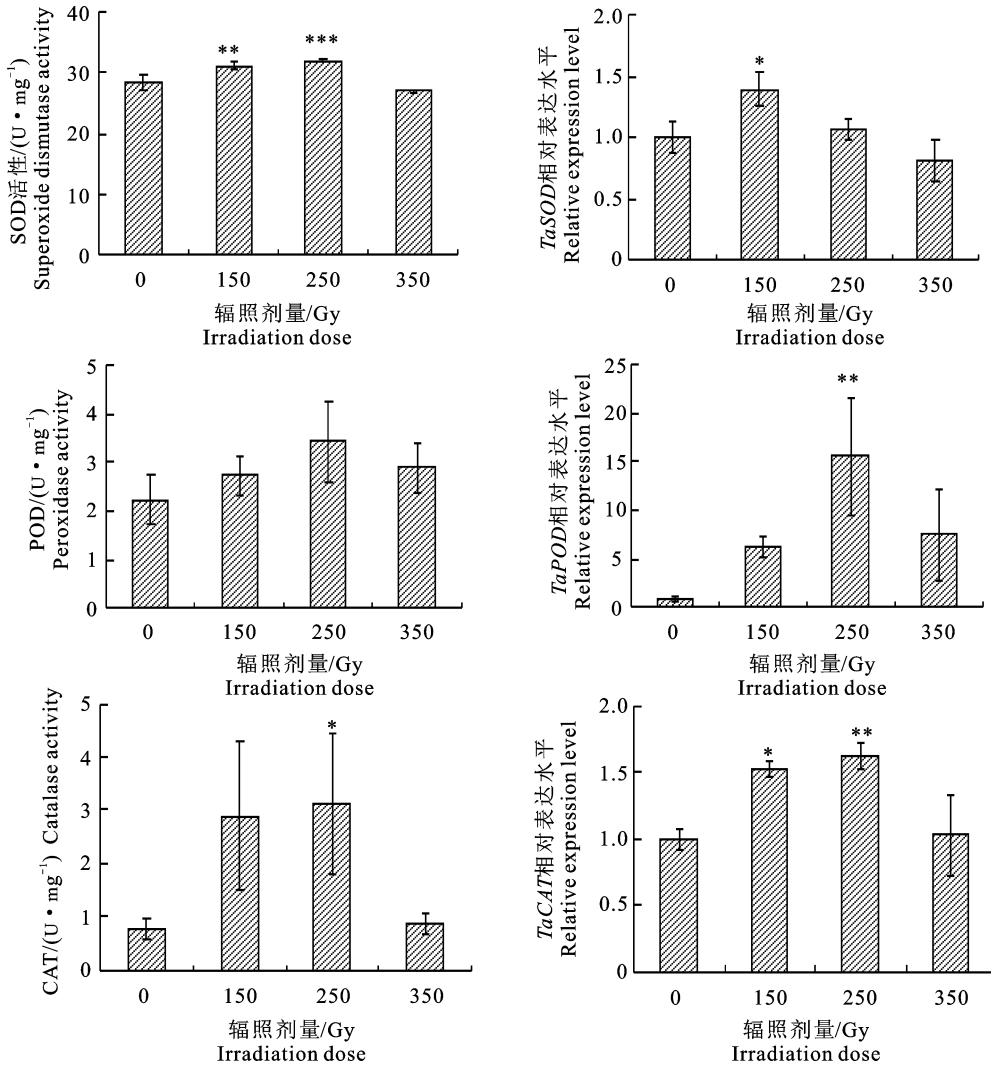 SOD活性/(U·mg⁻¹)
Superoxide dismutase activity
40
30
20
10
0
**
***
0 150 250 350
辐照剂量/Gy
Irradiation dose
TaSOD相对表达水平
Relative expression level
2.0
1.5
1.0
0.5
0
*
0 150 250 350
辐照剂量/Gy
Irradiation dose
POD/(U·mg⁻¹)
Peroxidase activity
5
4
3
2
1
0
0 150 250 350
辐照剂量/Gy
Irradiation dose
TaPOD相对表达水平
Relative expression level
25
20
15
10
5
0
**
0 150 250 350
辐照剂量/Gy
Irradiation dose
CAT/(U·mg⁻¹) Catalase activity
5
4
3
2
1
0
*
0 150 250 350
辐照剂量/Gy
Irradiation dose
TaCAT相对表达水平
Relative expression level
2.0
1.5
1.0
0.5
0
*
**
0 150 250 350
辐照剂量/Gy
Irradiation dose